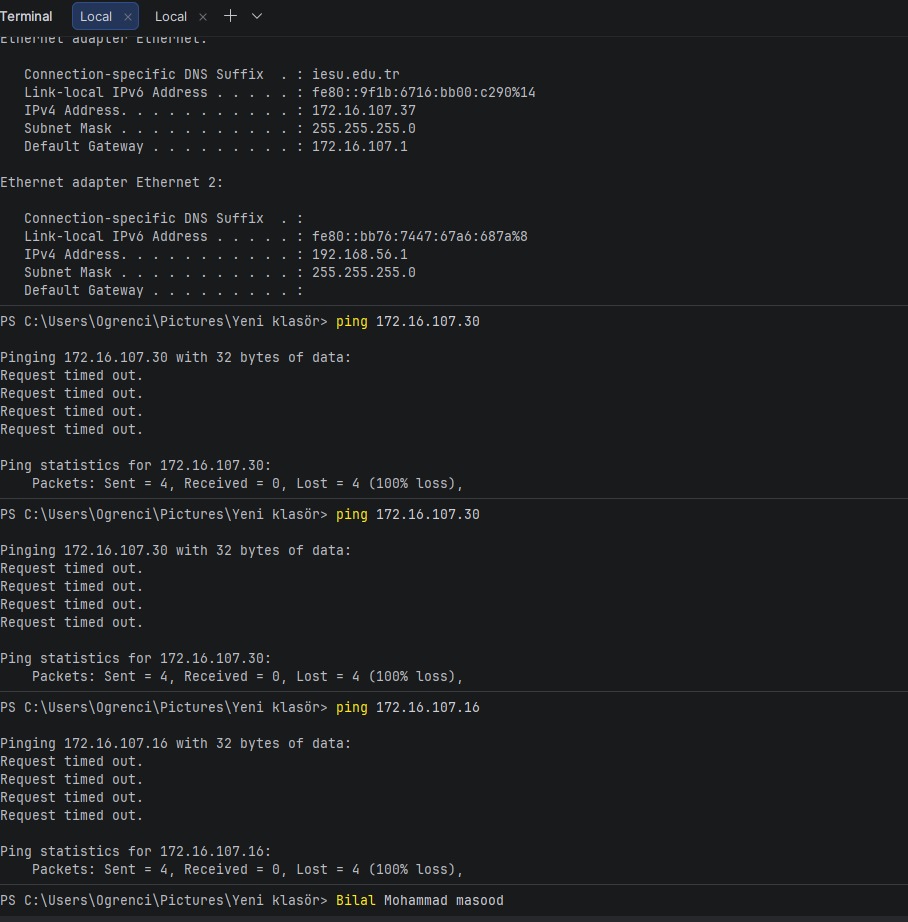 Terminal Local × Local × + 
Ethernet adapter Ethernet:
Connection-specific DNS Suffix . : iesu.edu.tr
Link-local IPv6 Address . . . . . : fe80::9f1b:6716:bb00:c290%14
IPv4 Address. . . . . . . . . . . : 172.16.107.37
Subnet Mask . . . . . . . . . . . : 255.255.255.0
Default Gateway . . . . . . . . . : 172.16.107.1
Ethernet adapter Ethernet 2:
Connection-specific DNS Suffix . :
Link-local IPv6 Address . . . . . : fe80::bb76:7447:67a6:687a%8
IPv4 Address. . . . . . . . . . . : 192.168.56.1
Subnet Mask . . . . . . . . . . . : 255.255.255.0
Default Gateway . . . . . . . . . :
PS C:\Users\Ogrenci\Pictures\Yeni klasör> ping 172.16.107.30
Pinging 172.16.107.30 with 32 bytes of data:
Request timed out.
Request timed out.
Request timed out.
Request timed out.
Ping statistics for 172.16.107.30:
Packets: Sent = 4, Received = 0, Lost = 4 (100% loss),
PS C:\Users\Ogrenci\Pictures\Yeni klasör> ping 172.16.107.30
Pinging 172.16.107.30 with 32 bytes of data:
Request timed out.
Request timed out.
Request timed out.
Request timed out.
Ping statistics for 172.16.107.30:
Packets: Sent = 4, Received = 0, Lost = 4 (100% loss),
PS C:\Users\Ogrenci\Pictures\Yeni klasör> ping 172.16.107.16
Pinging 172.16.107.16 with 32 bytes of data:
Request timed out.
Request timed out.
Request timed out.
Request timed out.
Ping statistics for 172.16.107.16:
Packets: Sent = 4, Received = 0, Lost = 4 (100% loss),
PS C:\Users\Ogrenci\Pictures\Yeni klasör> Bilal Mohammad masood